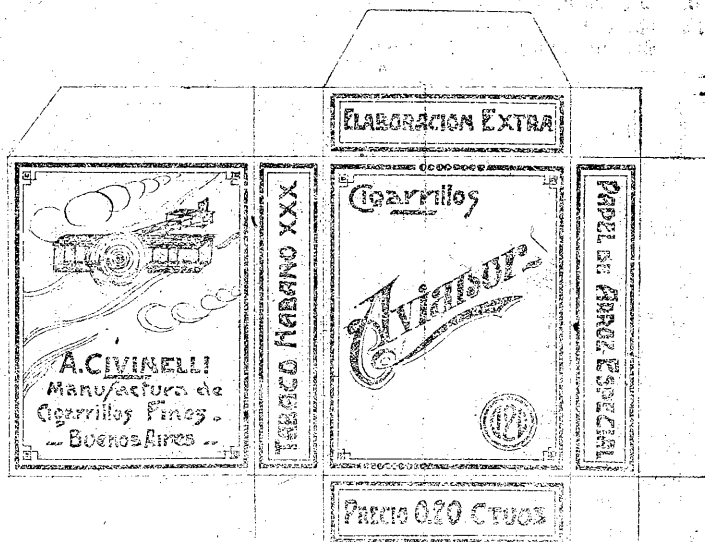 ELABORACION EXTRA
A. CIVINELLI
Manufactura de
Cigarrillos Finos.
Buenos Aires
TABACO HABANO XXX
Cigarrillos
Aviador
PAPEL DE ARROZ ESPECIAL
PRECIO 0.20 CTVOS